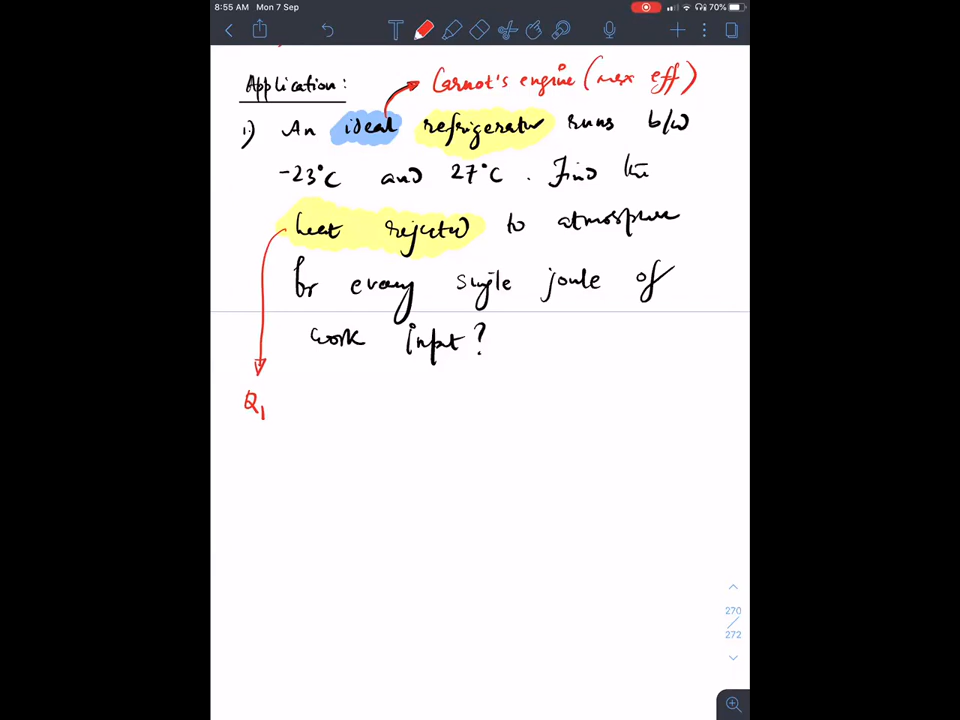 8:55 AM Mon 7 Sep
70%
T
Application: Carnot's engine (max eff)
1) An ideal refrigerator runs b/w
-23°C and 27°C. Find the
heat rejected to atmosphere
for every single joule of
work input?
Q1
270
272